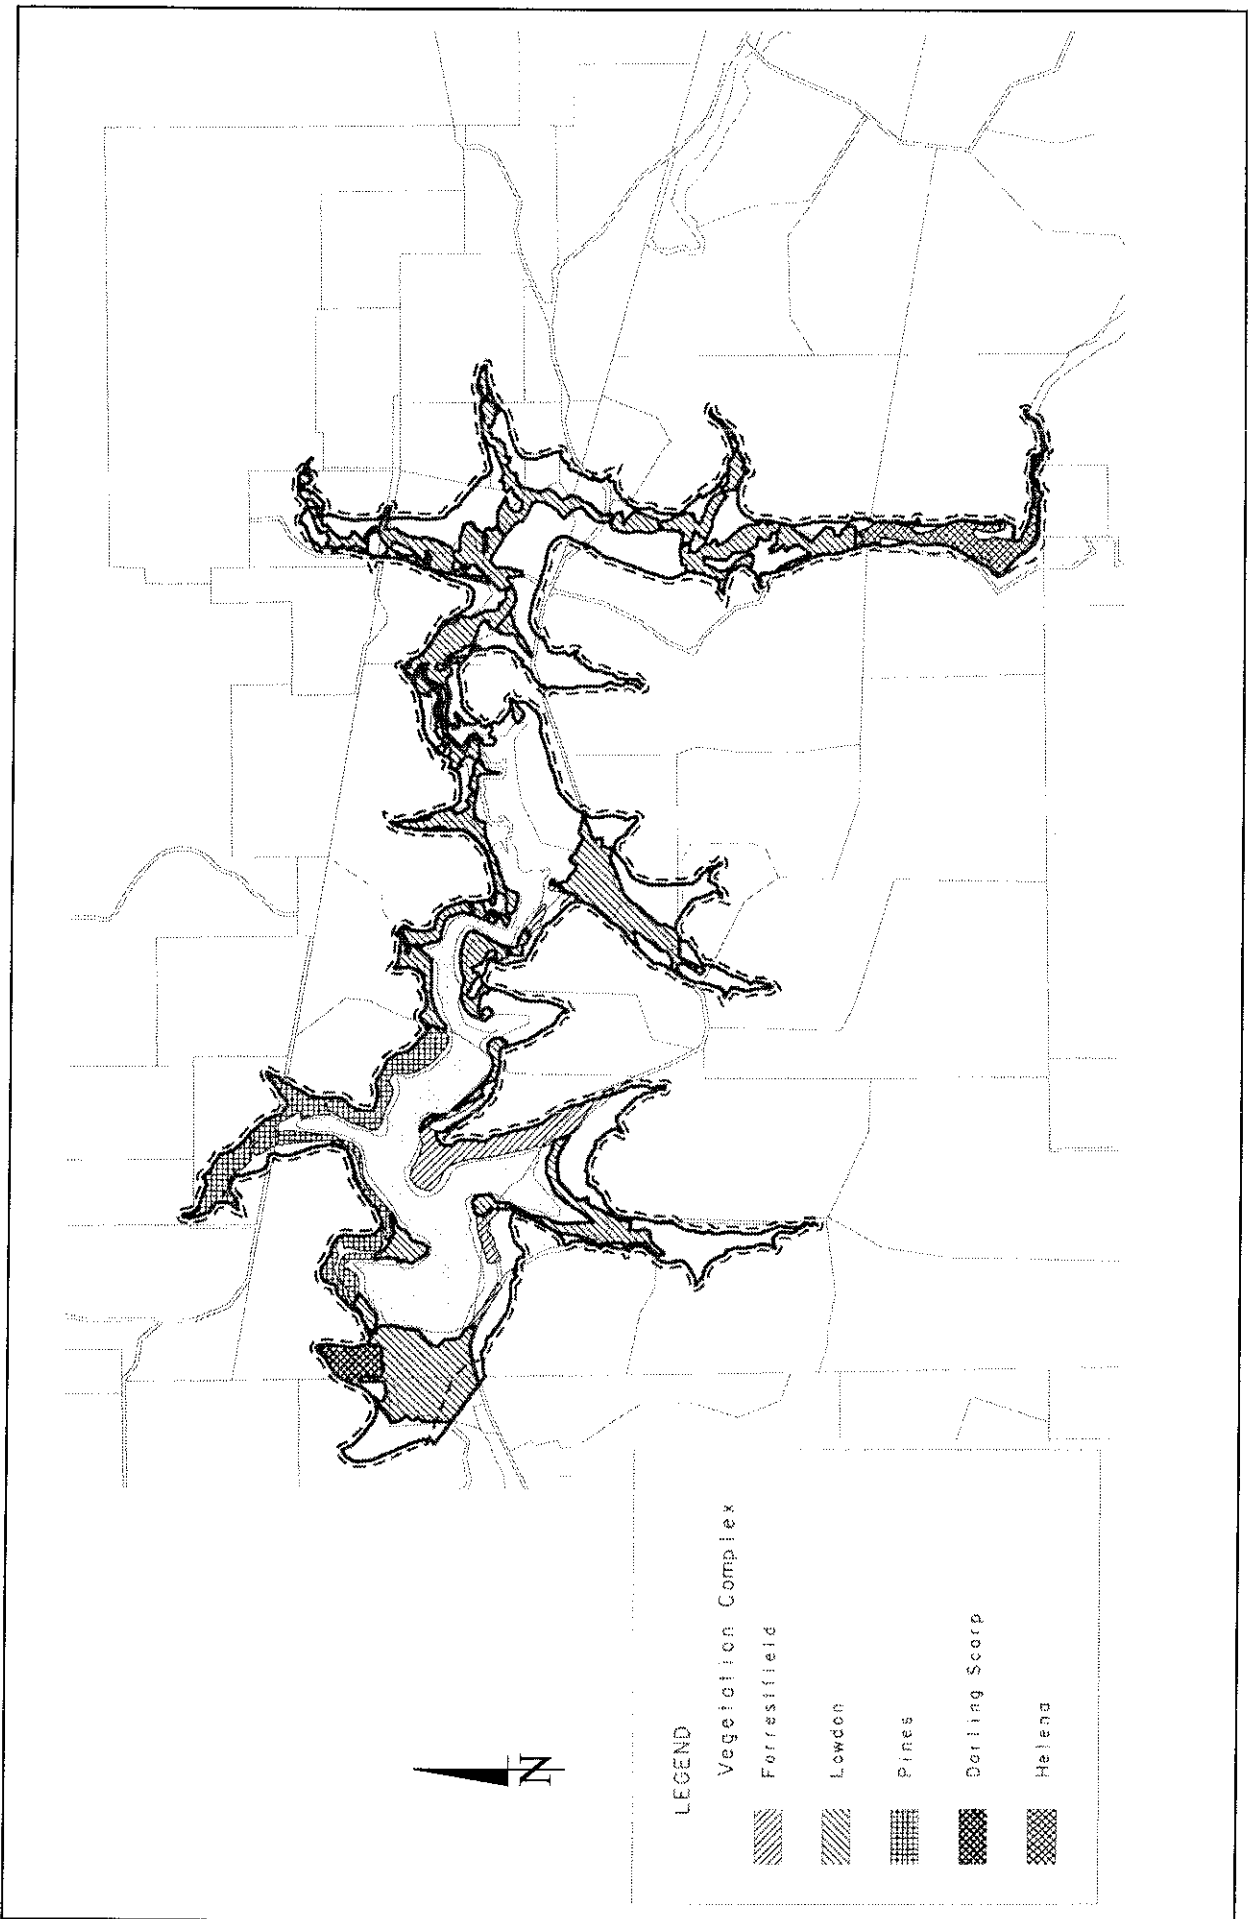 LEGEND
Vegetation Complex
Forrestfield
Lowdon
Pines
Darling Scarp
Helena
N